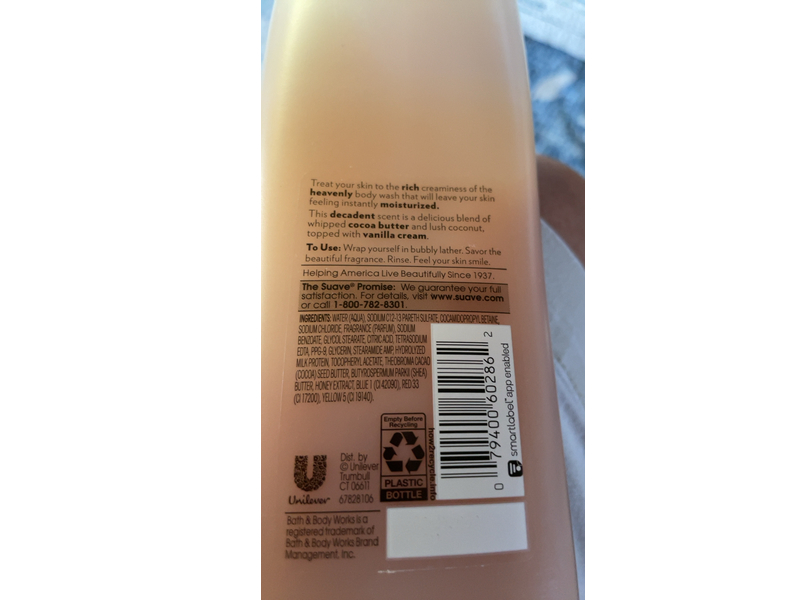 Treat your skin to the rich creaminess of the
heavenly body wash that will leave your skin
feeling instantly moisturized.
This decadent scent is a delicious blend of
whipped cocoa butter and lush coconut,
topped with vanilla cream.
To Use: Wrap yourself in bubbly lather. Savor the
beautiful fragrance. Rinse. Feel your skin smile.
Helping America Live Beautifully Since 1937.
The Suave® Promise: We guarantee your full
satisfaction. For details, visit www.suave.com
or call 1-800-782-8301.
INGREDIENTS: WATER (AQUA), SODIUM C12-13 PARETH SULFATE, COCAMIDOPROPYL BETAINE,
SODIUM CHLORIDE, FRAGRANCE (PARFUM), SODIUM
BENZOATE, GLYCOL STEARATE, CITRIC ACID, TETRASODIUM
EDTA, PPG-9, GLYCERIN, STEARAMIDE AMP, HYDROLYZED
MILK PROTEIN, TOCOPHERYL ACETATE, THEOBROMA CACAO
(COCOA) SEED BUTTER, BUTYROSPERMUM PARKII (SHEA)
BUTTER, HONEY EXTRACT, BLUE 1 (CI 42090), RED 33
(CI 17200), YELLOW 5 (CI 19140).
0 79400 60286 2
smartlabel™ app enabled
Empty Before
Recycling
PLASTIC
BOTTLE
how2recycle.info
Unilever
Dist. by
© Unilever
Trumbull
CT 06611
67828106
Bath & Body Works is a
registered trademark of
Bath & Body Works Brand
Management, Inc.